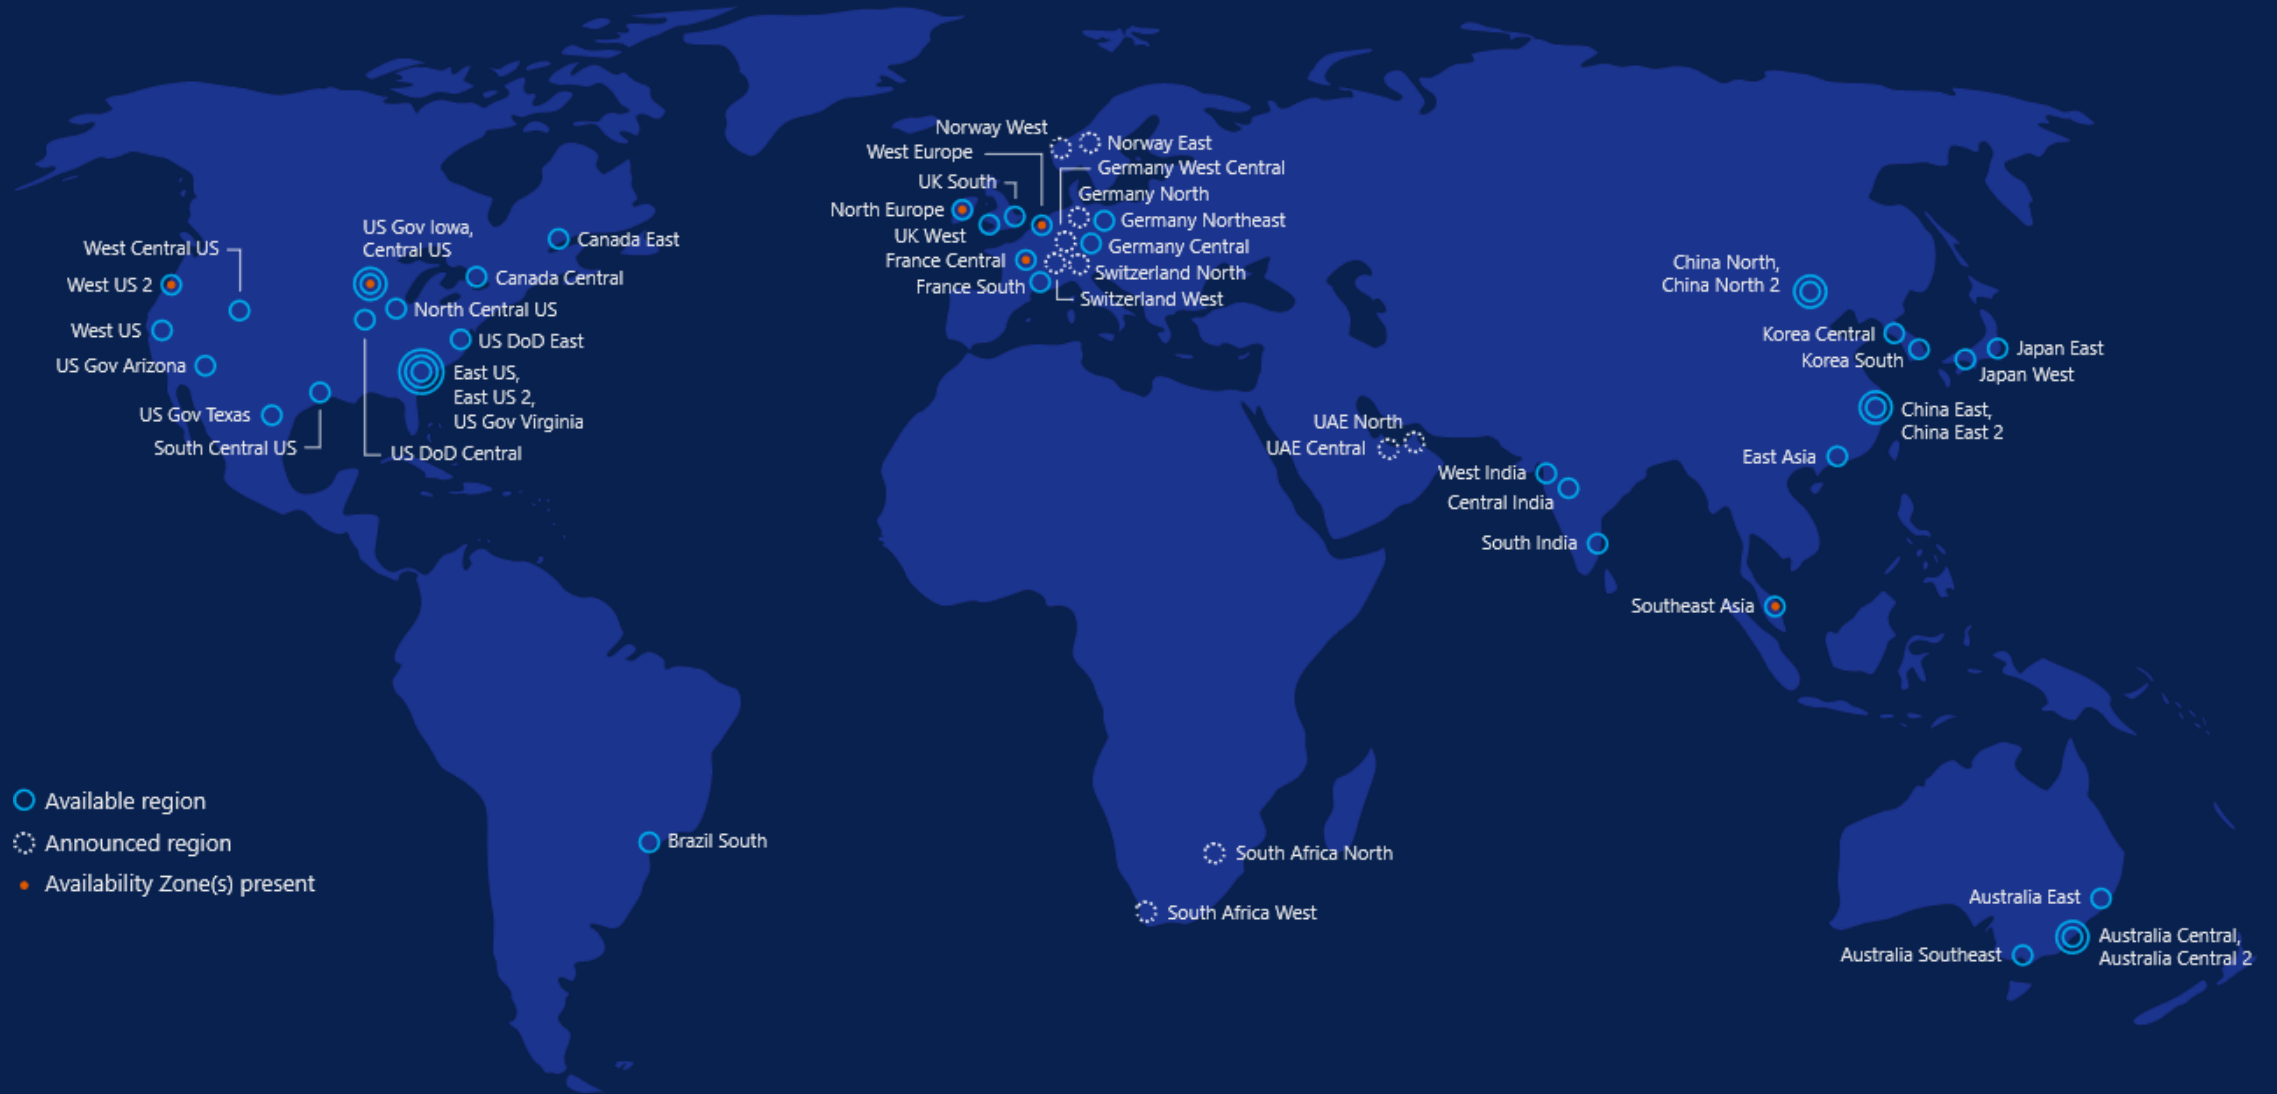 West Central US
West US 2
West US
US Gov Arizona
US Gov Texas
South Central US
US Gov Iowa,
Central US
Canada East
Canada Central
North Central US
US DoD East
East US,
East US 2,
US Gov Virginia
US DoD Central
Brazil South
Norway West
Norway East
West Europe
Germany West Central
UK South
Germany North
North Europe
Germany Northeast
UK West
Germany Central
France Central
Switzerland North
France South
Switzerland West
UAE North
UAE Central
West India
Central India
South India
South Africa North
South Africa West
China North,
China North 2
Korea Central
Korea South
Japan East
Japan West
China East,
China East 2
East Asia
Southeast Asia
Australia East
Australia Central,
Australia Central 2
Australia Southeast
Available region
Announced region
Availability Zone(s) present